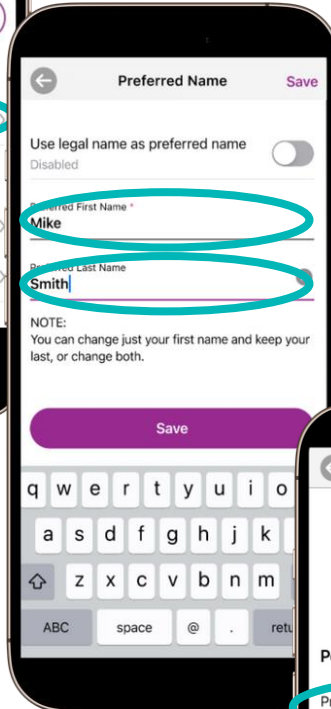 Preferred Name Save
Use legal name as preferred name
Disabled
Preferred First Name *
Mike
Preferred Last Name
Smith
NOTE:
You can change just your first name and keep your
last, or change both.
Save
q w e r t y u i o
a s d f g h j k
z x c v b n m
ABC space @ .